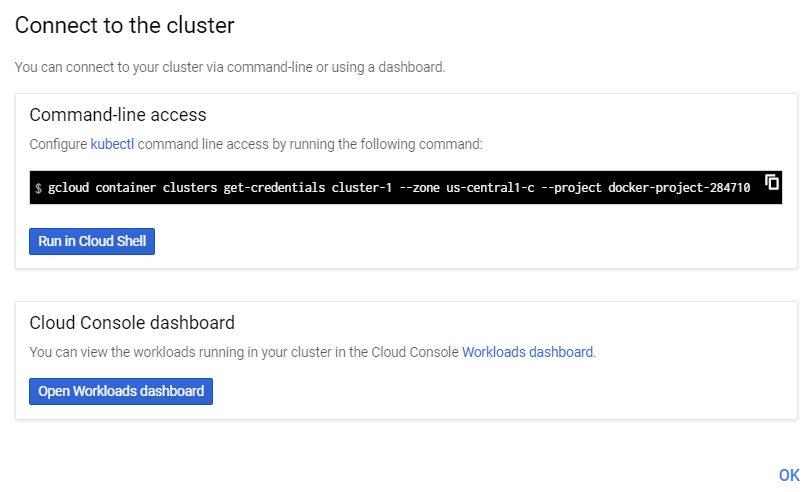 Connect to the cluster
You can connect to your cluster via command-line or using a dashboard.
Command-line access
Configure kubectl command line access by running the following command:
$ gcloud container clusters get-credentials cluster-1 --zone us-central1-c --project docker-project-284710
Run in Cloud Shell
Cloud Console dashboard
You can view the workloads running in your cluster in the Cloud Console Workloads dashboard.
Open Workloads dashboard
OK